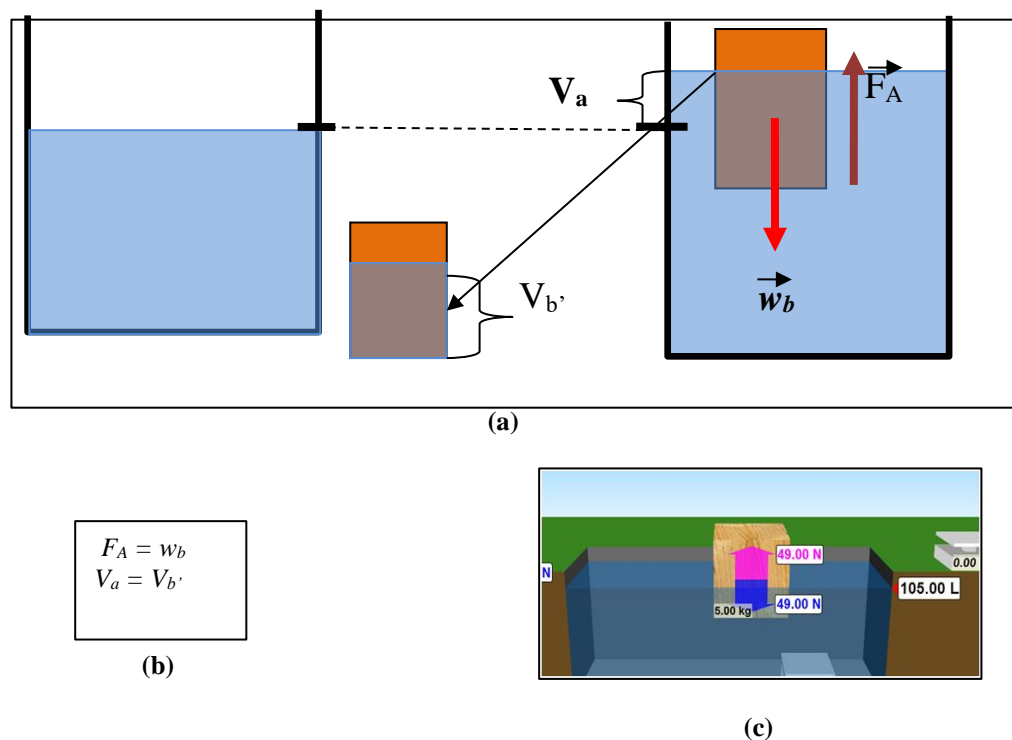 Va
FA
Vb’
wb
(a)
FA = wb
Va = Vb’
(b)
49.00 N
0.00
N
105.00 L
5.00 kg
49.00 N
(c)